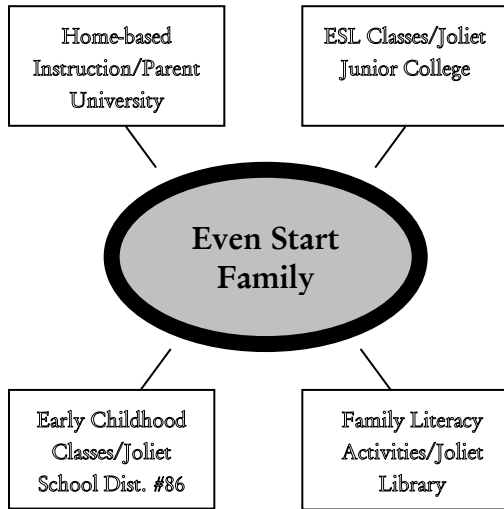 Home-based
Instruction/Parent
University
ESL Classes/Joliet
Junior College
Even Start
Family
Early Childhood
Classes/Joliet
School Dist. #86
Family Literacy
Activities/Joliet
Library